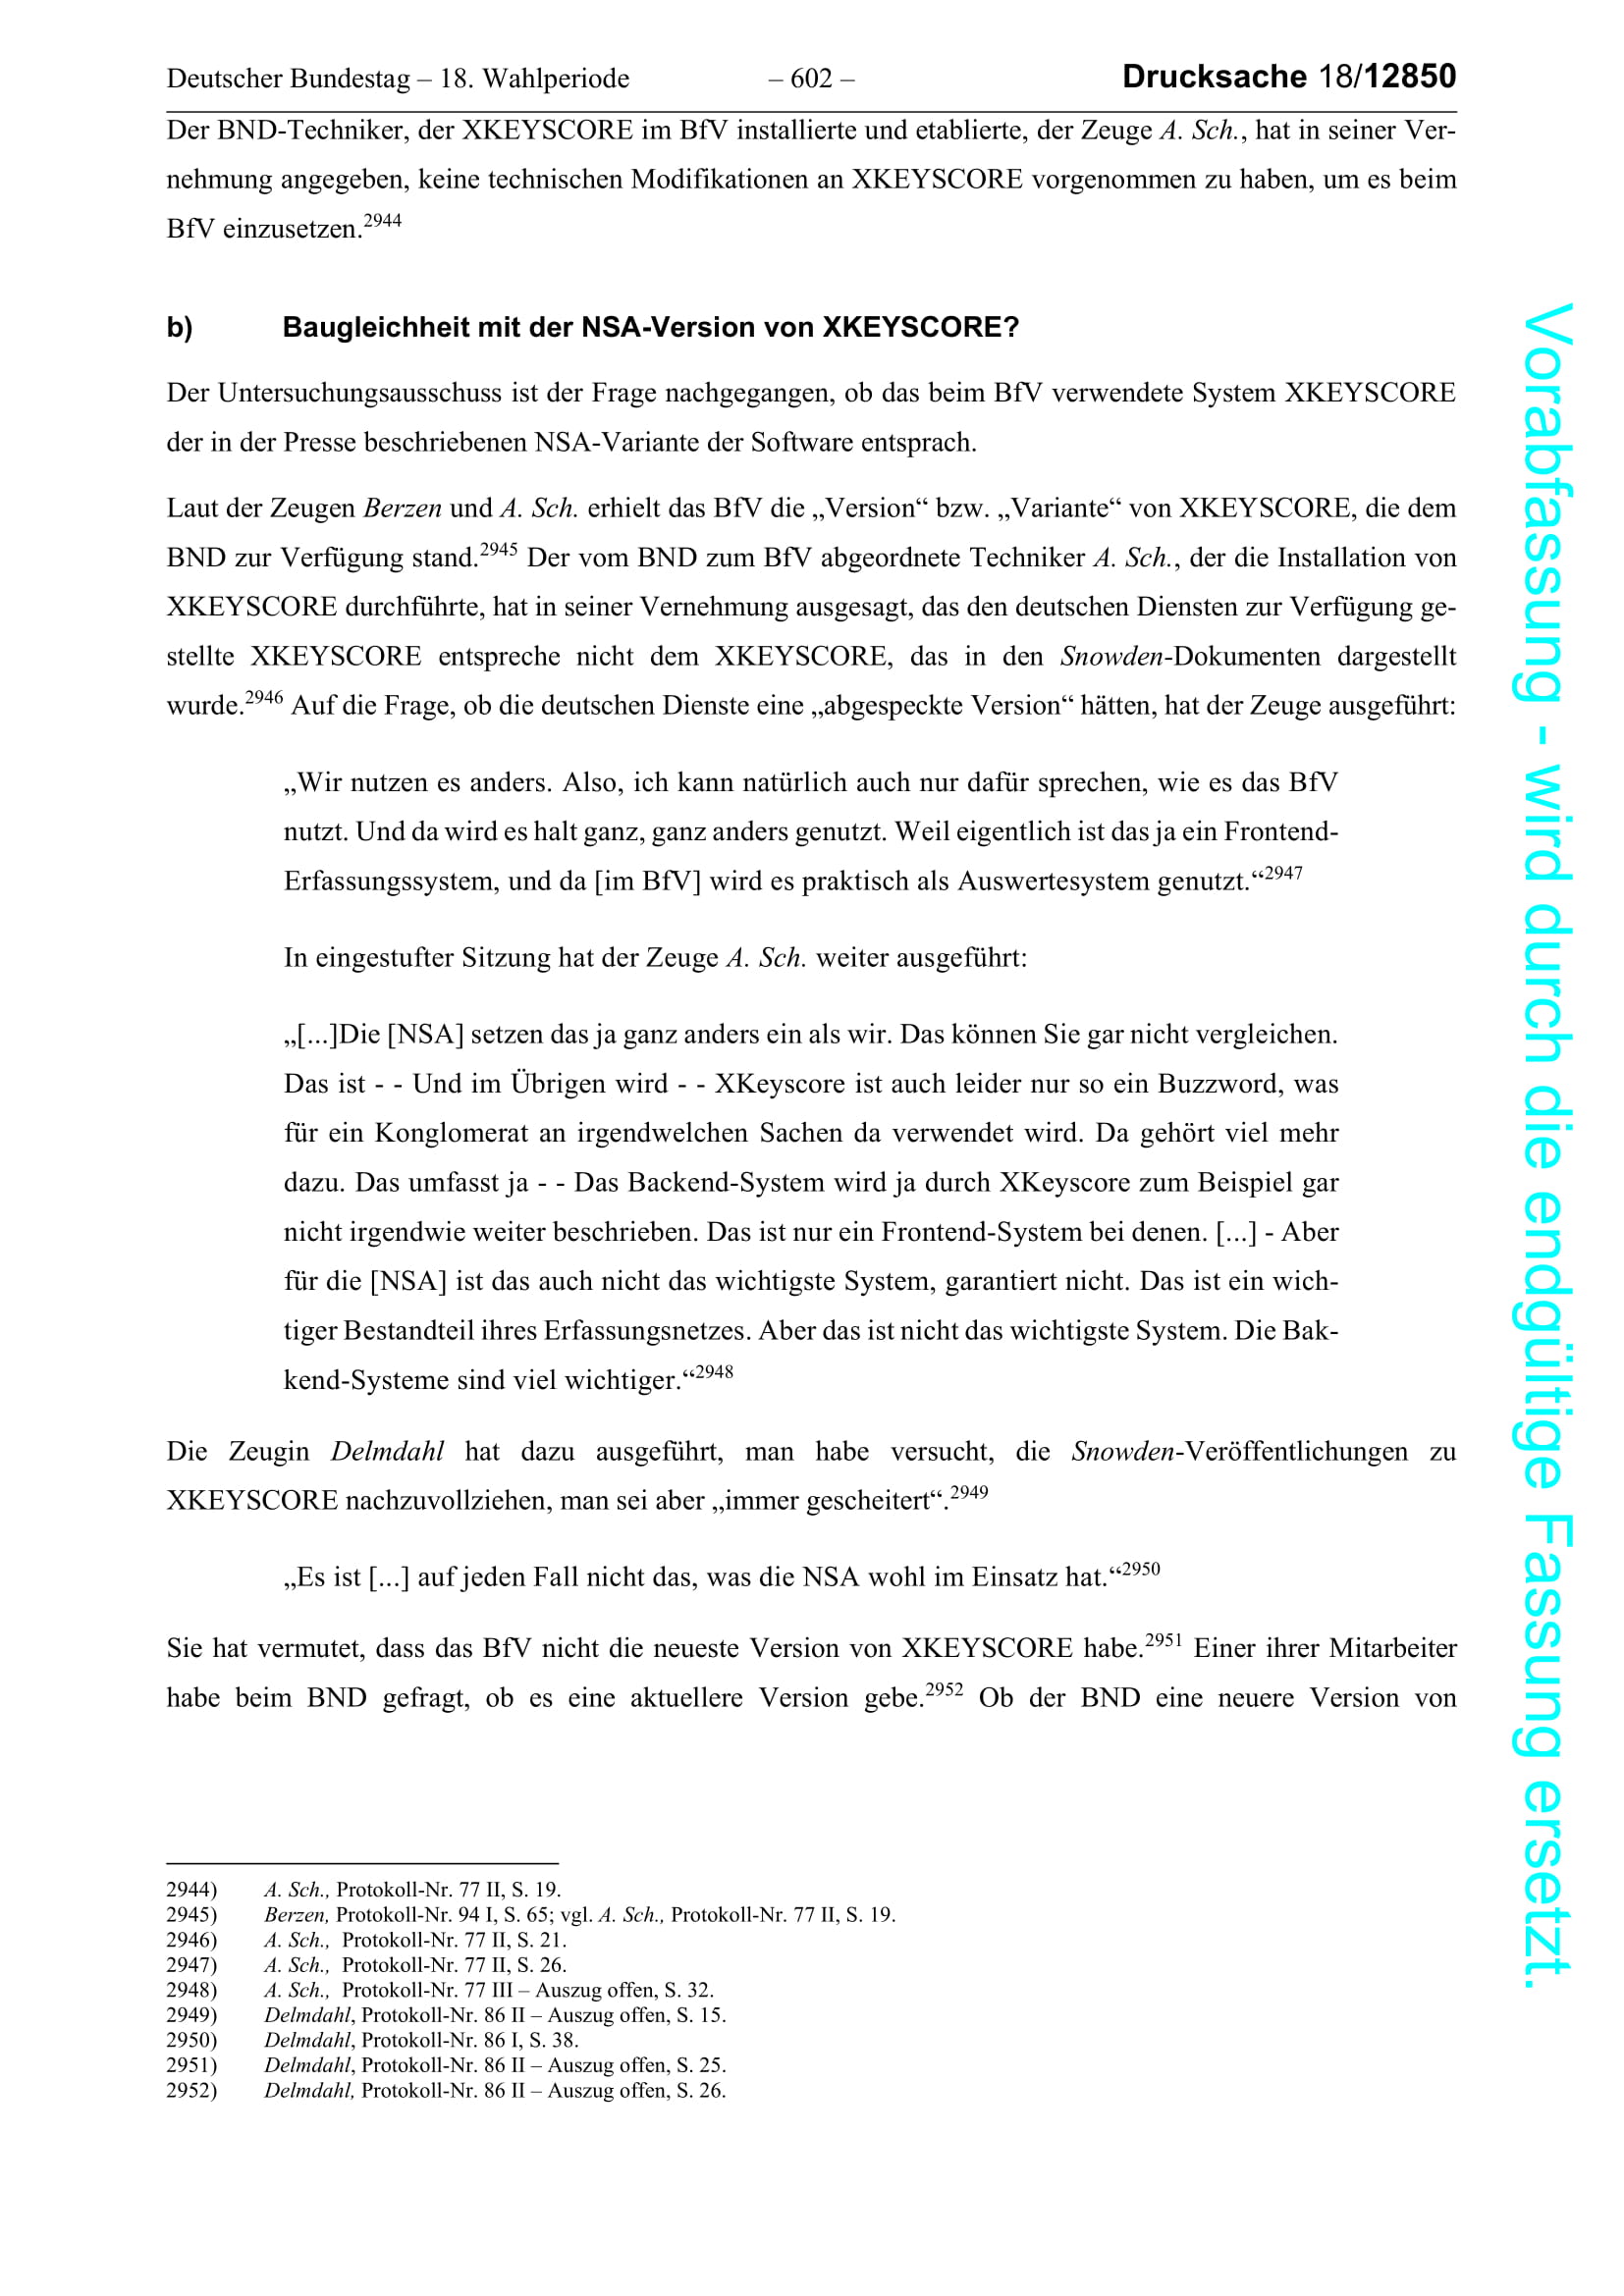 Deutscher Bundestag – 18. Wahlperiode – 602 – Drucksache 18/12850
Der BND-Techniker, der XKEYSCORE im BfV installierte und etablierte, der Zeuge A. Sch., hat in seiner Ver-
nehmung angegeben, keine technischen Modifikationen an XKEYSCORE vorgenommen zu haben, um es beim
BfV einzusetzen.2944
b) Baugleichheit mit der NSA-Version von XKEYSCORE?
Der Untersuchungsausschuss ist der Frage nachgegangen, ob das beim BfV verwendete System XKEYSCORE
der in der Presse beschriebenen NSA-Variante der Software entsprach.
Laut der Zeugen Berzen und A. Sch. erhielt das BfV die „Version“ bzw. „Variante“ von XKEYSCORE, die dem
BND zur Verfügung stand.2945 Der vom BND zum BfV abgeordnete Techniker A. Sch., der die Installation von
XKEYSCORE durchführte, hat in seiner Vernehmung ausgesagt, das den deutschen Diensten zur Verfügung ge-
stellte XKEYSCORE entspreche nicht dem XKEYSCORE, das in den Snowden-Dokumenten dargestellt
wurde.2946 Auf die Frage, ob die deutschen Dienste eine „abgespeckte Version“ hätten, hat der Zeuge ausgeführt:
„Wir nutzen es anders. Also, ich kann natürlich auch nur dafür sprechen, wie es das BfV
nutzt. Und da wird es halt ganz, ganz anders genutzt. Weil eigentlich ist das ja ein Frontend-
Erfassungssystem, und da [im BfV] wird es praktisch als Auswertesystem genutzt.“2947
In eingestufter Sitzung hat der Zeuge A. Sch. weiter ausgeführt:
„[...]Die [NSA] setzen das ja ganz anders ein als wir. Das können Sie gar nicht vergleichen.
Das ist - - Und im Übrigen wird - - XKeyscore ist auch leider nur so ein Buzzword, was
für ein Konglomerat an irgendwelchen Sachen da verwendet wird. Da gehört viel mehr
dazu. Das umfasst ja - - Das Backend-System wird ja durch XKeyscore zum Beispiel gar
nicht irgendwie weiter beschrieben. Das ist nur ein Frontend-System bei denen. [...] - Aber
für die [NSA] ist das auch nicht das wichtigste System, garantiert nicht. Das ist ein wich-
tiger Bestandteil ihres Erfassungsnetzes. Aber das ist nicht das wichtigste System. Die Bak-
kend-Systeme sind viel wichtiger.“2948
Die Zeugin Delmdahl hat dazu ausgeführt, man habe versucht, die Snowden-Veröffentlichungen zu
XKEYSCORE nachzuvollziehen, man sei aber „immer gescheitert“.2949
„Es ist [...] auf jeden Fall nicht das, was die NSA wohl im Einsatz hat.“2950
Sie hat vermutet, dass das BfV nicht die neueste Version von XKEYSCORE habe.2951 Einer ihrer Mitarbeiter
habe beim BND gefragt, ob es eine aktuellere Version gebe.2952 Ob der BND eine neuere Version von
2944) A. Sch., Protokoll-Nr. 77 II, S. 19.
2945) Berzen, Protokoll-Nr. 94 I, S. 65; vgl. A. Sch., Protokoll-Nr. 77 II, S. 19.
2946) A. Sch., Protokoll-Nr. 77 II, S. 21.
2947) A. Sch., Protokoll-Nr. 77 II, S. 26.
2948) A. Sch., Protokoll-Nr. 77 III – Auszug offen, S. 32.
2949) Delmdahl, Protokoll-Nr. 86 II – Auszug offen, S. 15.
2950) Delmdahl, Protokoll-Nr. 86 I, S. 38.
2951) Delmdahl, Protokoll-Nr. 86 II – Auszug offen, S. 25.
2952) Delmdahl, Protokoll-Nr. 86 II – Auszug offen, S. 26.
Vorabfassung - wird durch die endgültige Fassung ersetzt.